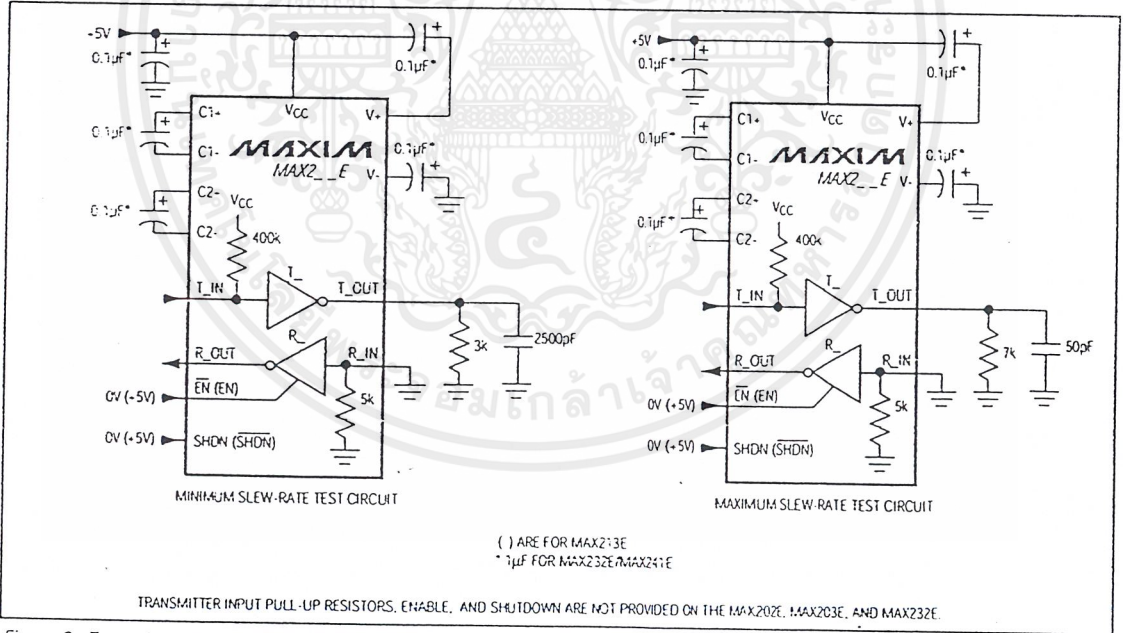 +5V
0.1µF*
0.1µF*
C1+
VCC
V+
0.1µF*
C1-
MAXIM
MAX2__E
0.1µF*
V-
C2-
0.1µF*
C2-
VCC
400k
T_IN
T_
T_OUT
3k
2500pF
R_OUT
R_
R_IN
EN (EN)
5k
0V (+5V)
0V (+5V)
SHDN (SHDN)
MINIMUM SLEW-RATE TEST CIRCUIT
+5V
0.1µF*
0.1µF*
C1+
VCC
V+
0.1µF*
C1-
MAXIM
MAX2__E
0.1µF*
V-
C2+
0.1µF*
C2-
VCC
400k
T_IN
T_
T_OUT
7k
50pF
R_OUT
R_
R_IN
EN (EN)
5k
0V (+5V)
0V (+5V)
SHDN (SHDN)
MAXIMUM SLEW-RATE TEST CIRCUIT
( ) ARE FOR MAX213E
* 1µF FOR MAX232E/MAX241E
TRANSMITTER INPUT PULL-UP RESISTORS, ENABLE, AND SHUTDOWN ARE NOT PROVIDED ON THE MAX202E, MAX203E, AND MAX232E.